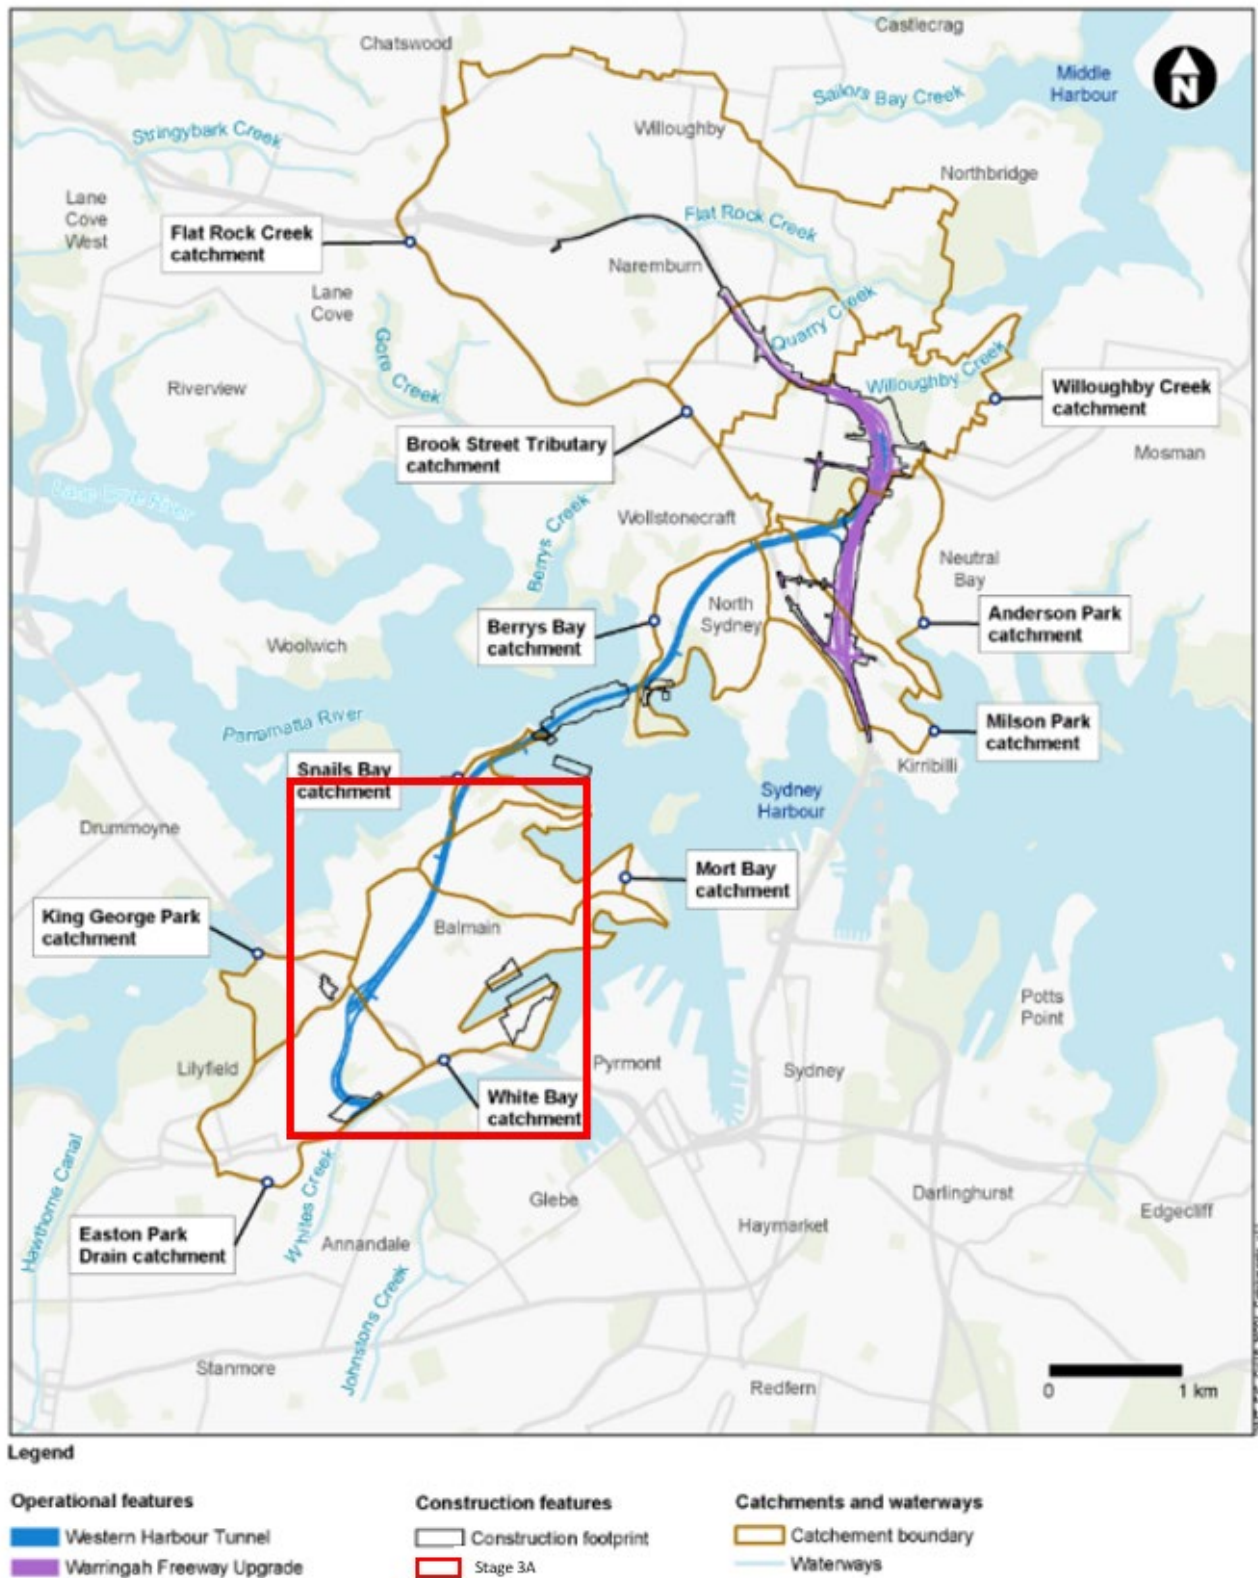 Castlecrag
Chatswood
Middle
Harbour
N
Sailors Bay Creek
Stringybark Creek
Willoughby
Northbridge
Lane
Cove
West
Flat Rock Creek
catchment
Flat Rock Creek
Naremburn
Lane
Cove
Quarry Creek
Gore Creek
Willoughby Creek
Riverview
Willoughby Creek
catchment
Brook Street Tributary
catchment
Mosman
Lane Cove River
Wollstonecraft
Berrys Creek
Neutral
Bay
North
Sydney
Anderson Park
catchment
Berrys Bay
catchment
Woolwich
Parramatta River
Milson Park
catchment
Kirribilli
Snails Bay
catchment
Sydney
Harbour
Drummoyne
Mort Bay
catchment
King George Park
catchment
Balmain
Potts
Point
Lilyfield
Pyrmont
Sydney
White Bay
catchment
Hawthorne Canal
Whites Creek
Glebe
Darlinghurst
Edgecliff
Haymarket
Easton Park
Drain catchment
Annandale
Johnstons Creek
Stanmore
Redfern
0 1 km
Legend
Operational features
Western Harbour Tunnel
Warringah Freeway Upgrade
Construction features
Construction footprint
Stage 3A
Catchments and waterways
Catchement boundary
Waterways